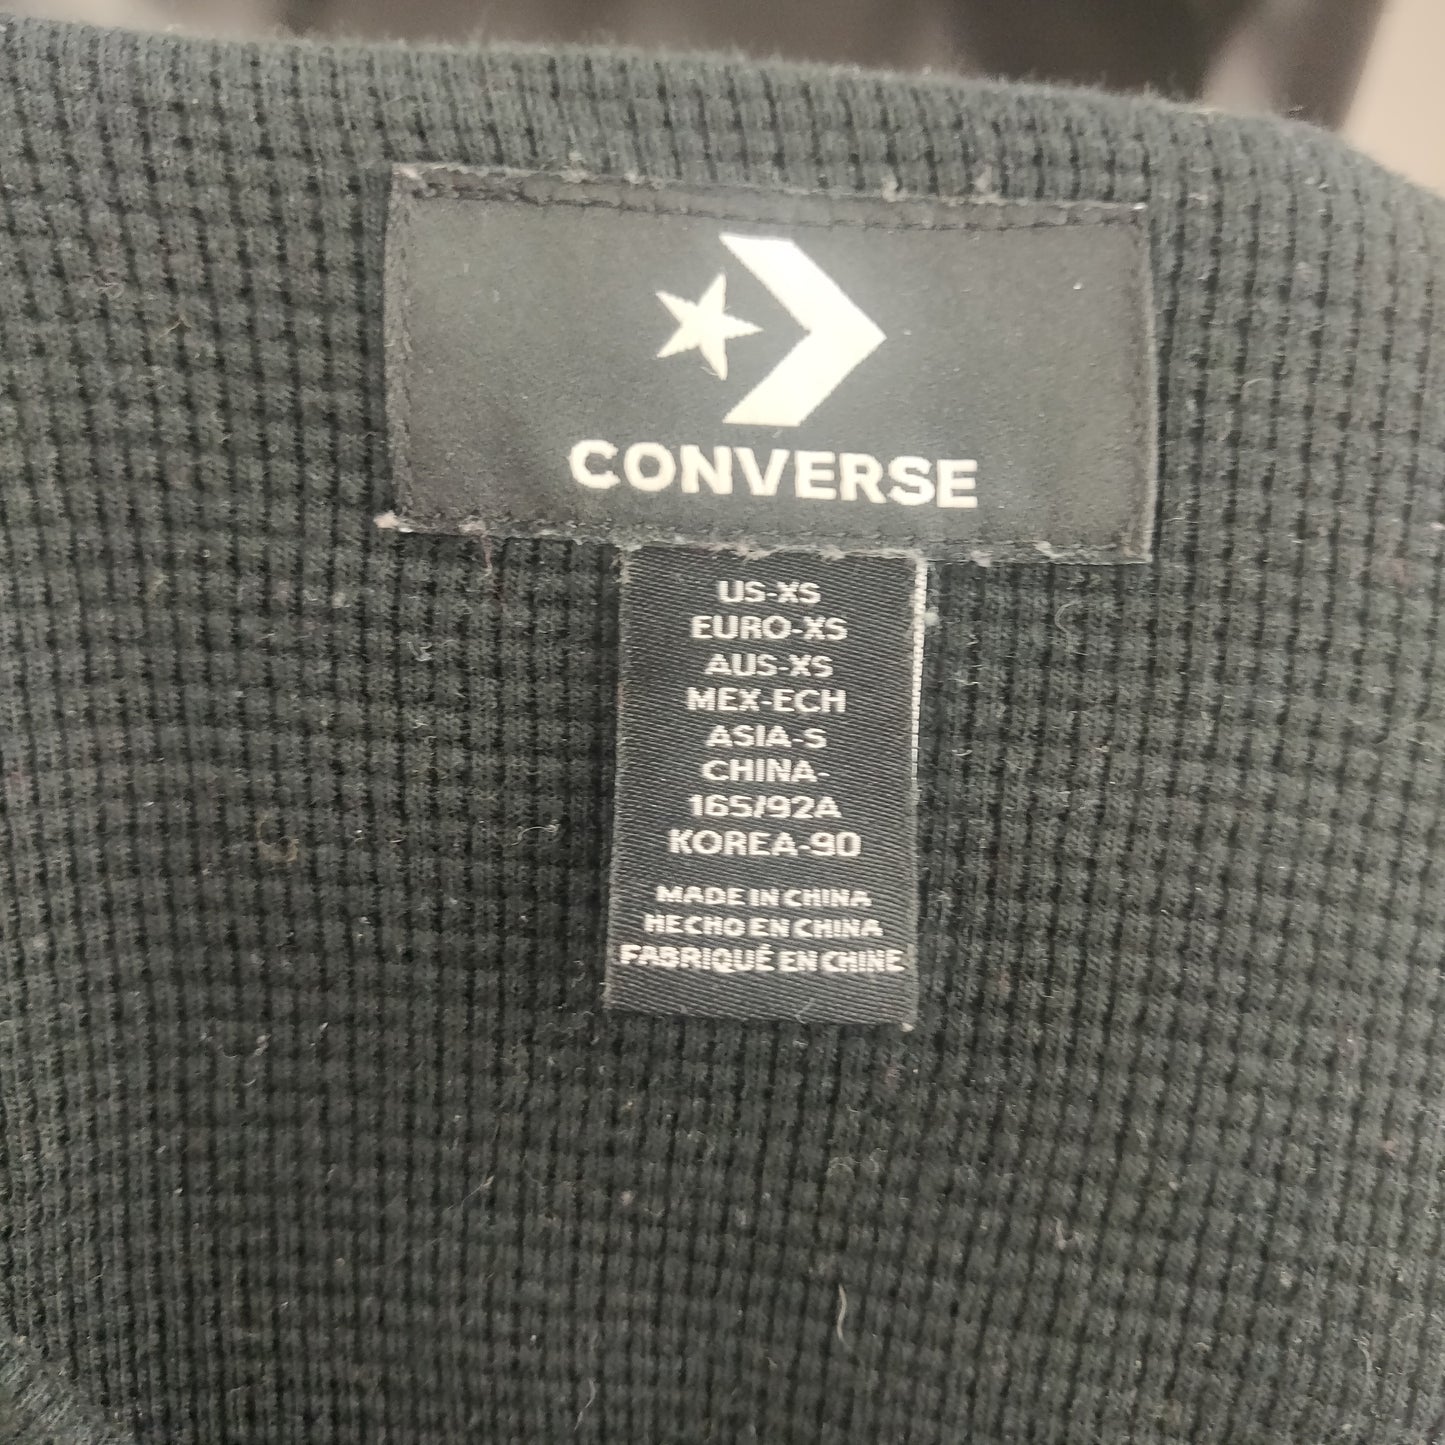 CONVERSE
US-XS
EURO-XS
AUS-XS
MEX-ECH
ASIA-S
CHINA-
165/92A
KOREA-90
MADE IN CHINA
HECHO EN CHINA
FABRIQUÉ EN CHINE